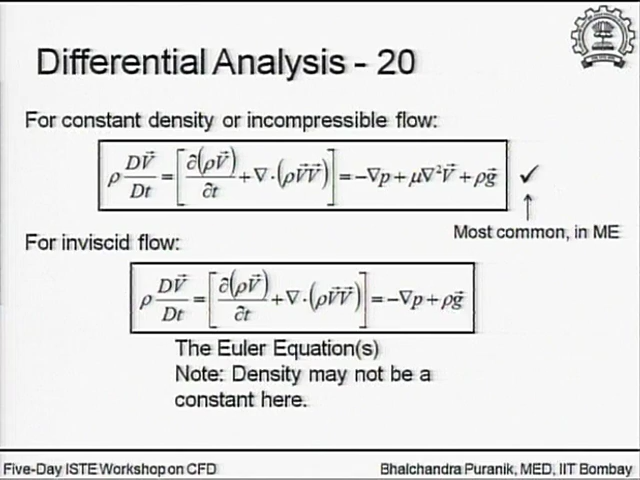 Differential Analysis - 20
For constant density or incompressible flow:
ρ DV⃗/Dt = [∂(ρV⃗)/∂t + ∇·(ρV⃗V⃗)] = −∇p + μ∇²V⃗ + ρg⃗ ✓
Most common, in ME
For inviscid flow:
ρ DV⃗/Dt = [∂(ρV⃗)/∂t + ∇·(ρV⃗V⃗)] = −∇p + ρg⃗
The Euler Equation(s)
Note: Density may not be a
constant here.
Five-Day ISTE Workshop on CFD
Bhalchandra Puranik, MED, IIT Bombay